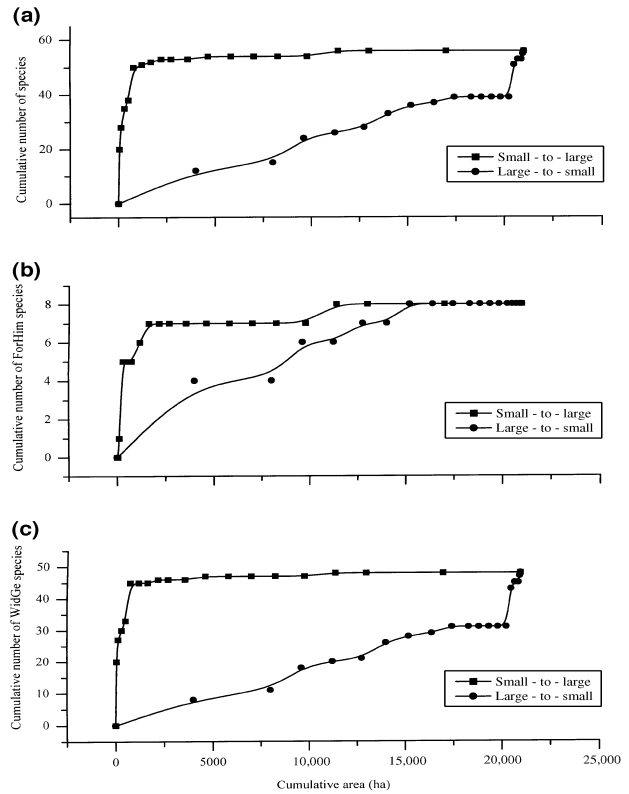 (a)
Cumulative number of species
60
40
20
0
Small - to - large
Large - to - small
(b)
Cumulative number of ForHim species
8
6
4
2
0
Small - to - large
Large - to - small
(c)
Cumulative number of WidGe species
50
40
30
20
10
0
Small - to - large
Large - to - small
0 5000 10,000 15,000 20,000 25,000
Cumulative area (ha)